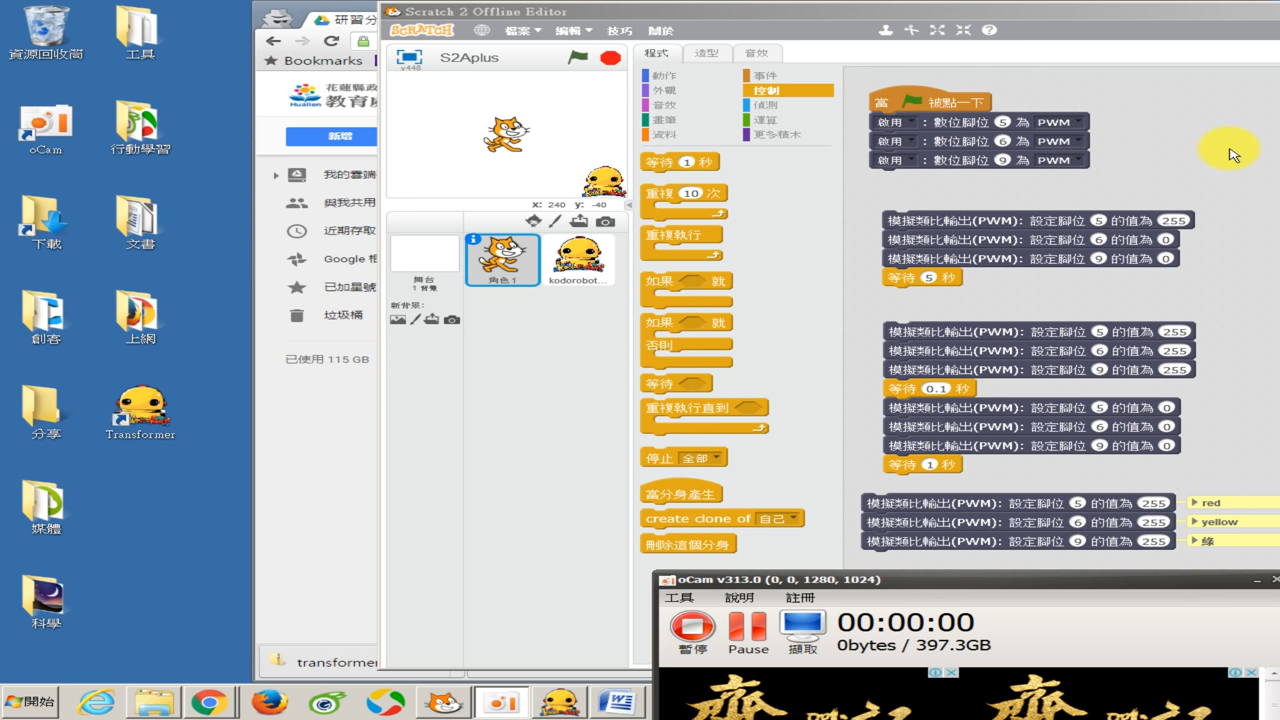 資源回收筒
工具
oCam
行動學習
下載
文書
創客
上網
分享
Transformer
媒體
科學
研習分
Bookmarks
花蓮縣政
教育
Hualien
新增
我的雲端
與我共用
近期存取
Google 相
已加星號
垃圾桶
已使用 115 GB
transformer
Scratch 2 Offline Editor
SCRATCH
檔案
編輯
技巧
關於
v448
S2Aplus
x: 240 y: -40
舞台
1 背景
角色1
kodorobot...
新背景:
程式
造型
音效
動作
外觀
音效
畫筆
資料
事件
控制
偵測
運算
更多積木
等待 1 秒
重複 10 次
重複執行
如果 就
如果 就
否則
等待
重複執行直到
停止 全部
當分身產生
create clone of 自己
刪除這個分身
當 被點一下
啟用 : 數位腳位 5 為 PWM
啟用 : 數位腳位 6 為 PWM
啟用 : 數位腳位 9 為 PWM
模擬類比輸出(PWM): 設定腳位 5 的值為 255
模擬類比輸出(PWM): 設定腳位 6 的值為 0
模擬類比輸出(PWM): 設定腳位 9 的值為 0
等待 5 秒
模擬類比輸出(PWM): 設定腳位 5 的值為 255
模擬類比輸出(PWM): 設定腳位 6 的值為 255
模擬類比輸出(PWM): 設定腳位 9 的值為 255
等待 0.1 秒
模擬類比輸出(PWM): 設定腳位 5 的值為 0
模擬類比輸出(PWM): 設定腳位 6 的值為 0
模擬類比輸出(PWM): 設定腳位 9 的值為 0
等待 1 秒
模擬類比輸出(PWM): 設定腳位 5 的值為 255 red
模擬類比輸出(PWM): 設定腳位 6 的值為 255 yellow
模擬類比輸出(PWM): 設定腳位 9 的值為 255 綠
oCam v313.0 (0, 0, 1280, 1024)
工具 說明 註冊
暫停
Pause
擷取
00:00:00
0bytes / 397.3GB
開始